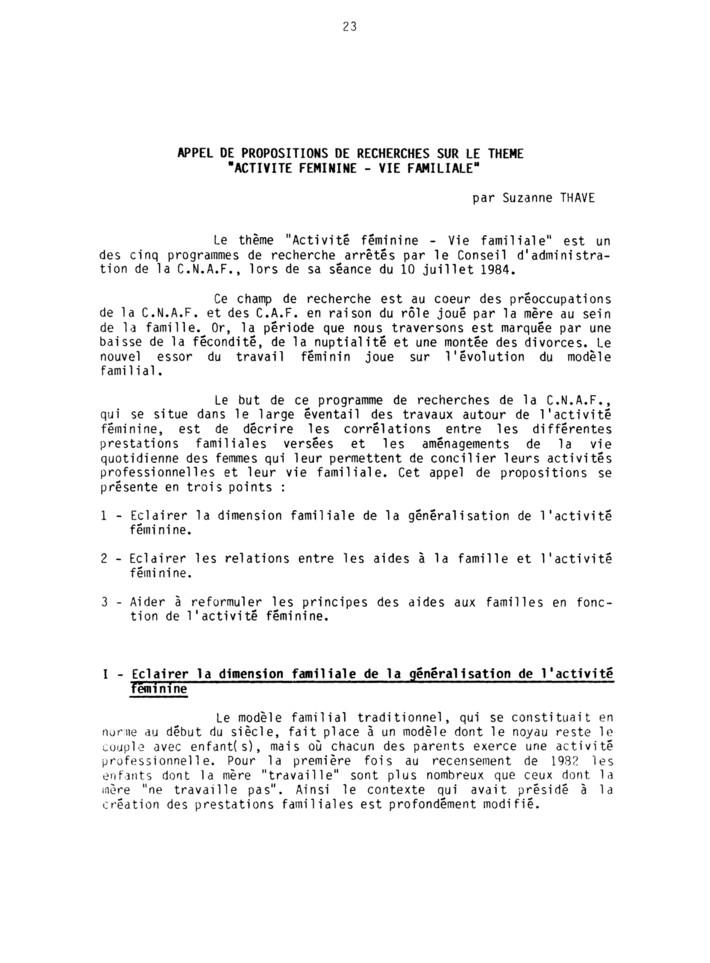 23
APPEL DE PROPOSITIONS DE RECHERCHES SUR LE THEME
"ACTIVITE FEMININE - VIE FAMILIALE"
par Suzanne THAVE
Le thème "Activité féminine - Vie familiale" est un
des cinq programmes de recherche arrêtés par le Conseil d'administra-
tion de la C.N.A.F., lors de sa séance du 10 juillet 1984.
Ce champ de recherche est au coeur des préoccupations
de la C.N.A.F. et des C.A.F. en raison du rôle joué par la mère au sein
de la famille. Or, la période que nous traversons est marquée par une
baisse de la fécondité, de la nuptialité et une montée des divorces. Le
nouvel essor du travail féminin joue sur l'évolution du modèle
familial.
Le but de ce programme de recherches de la C.N.A.F.,
qui se situe dans le large éventail des travaux autour de l'activité
féminine, est de décrire les corrélations entre les différentes
prestations familiales versées et les aménagements de la vie
quotidienne des femmes qui leur permettent de concilier leurs activités
professionnelles et leur vie familiale. Cet appel de propositions se
présente en trois points :
1 - Eclairer la dimension familiale de la généralisation de l'activité
féminine.
2 - Eclairer les relations entre les aides à la famille et l'activité
féminine.
3 - Aider à reformuler les principes des aides aux familles en fonc-
tion de l'activité féminine.
I - Eclairer la dimension familiale de la généralisation de l'activité
féminine
Le modèle familial traditionnel, qui se constituait en
norme au début du siècle, fait place à un modèle dont le noyau reste le
couple avec enfant(s), mais où chacun des parents exerce une activité
professionnelle. Pour la première fois au recensement de 1982 les
enfants dont la mère "travaille" sont plus nombreux que ceux dont la
mère "ne travaille pas". Ainsi le contexte qui avait présidé à la
création des prestations familiales est profondément modifié.